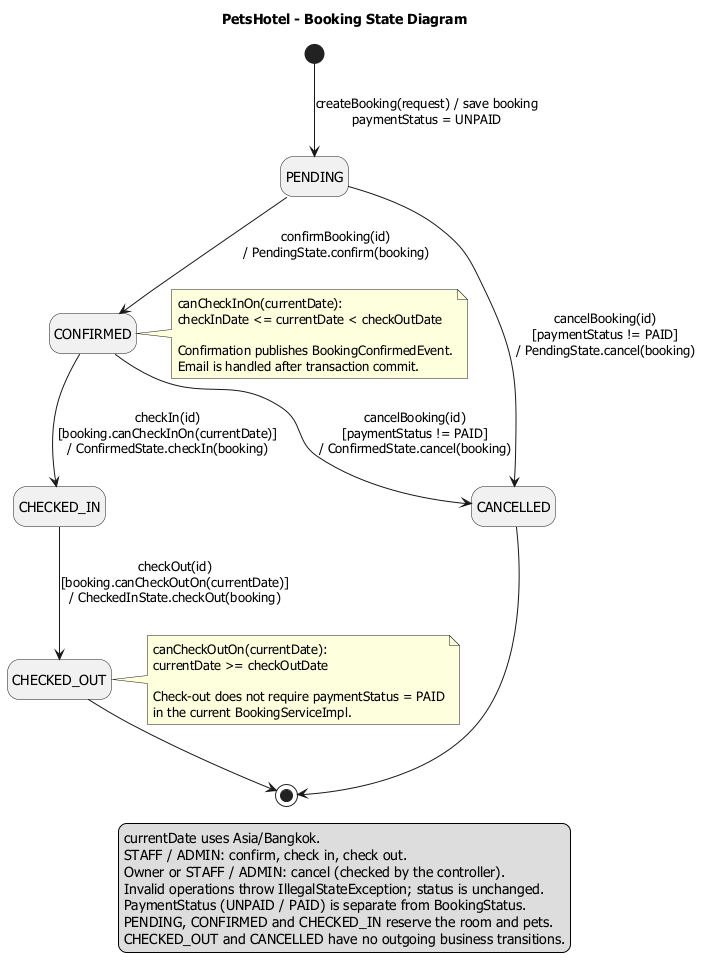 PetsHotel - Booking State Diagram
createBooking(request) / save booking
paymentStatus = UNPAID
PENDING
confirmBooking(id)
/ PendingState.confirm(booking)
canCheckInOn(currentDate):
checkInDate <= currentDate < checkOutDate
Confirmation publishes BookingConfirmedEvent.
Email is handled after transaction commit.
CONFIRMED
cancelBooking(id)
[paymentStatus != PAID]
/ PendingState.cancel(booking)
checkIn(id)
[booking.canCheckInOn(currentDate)]
/ ConfirmedState.checkIn(booking)
cancelBooking(id)
[paymentStatus != PAID]
/ ConfirmedState.cancel(booking)
CHECKED_IN
CANCELLED
checkOut(id)
[booking.canCheckOutOn(currentDate)]
/ CheckedInState.checkOut(booking)
CHECKED_OUT
canCheckOutOn(currentDate):
currentDate >= checkOutDate
Check-out does not require paymentStatus = PAID
in the current BookingServiceImpl.
currentDate uses Asia/Bangkok.
STAFF / ADMIN: confirm, check in, check out.
Owner or STAFF / ADMIN: cancel (checked by the controller).
Invalid operations throw IllegalStateException; status is unchanged.
PaymentStatus (UNPAID / PAID) is separate from BookingStatus.
PENDING, CONFIRMED and CHECKED_IN reserve the room and pets.
CHECKED_OUT and CANCELLED have no outgoing business transitions.